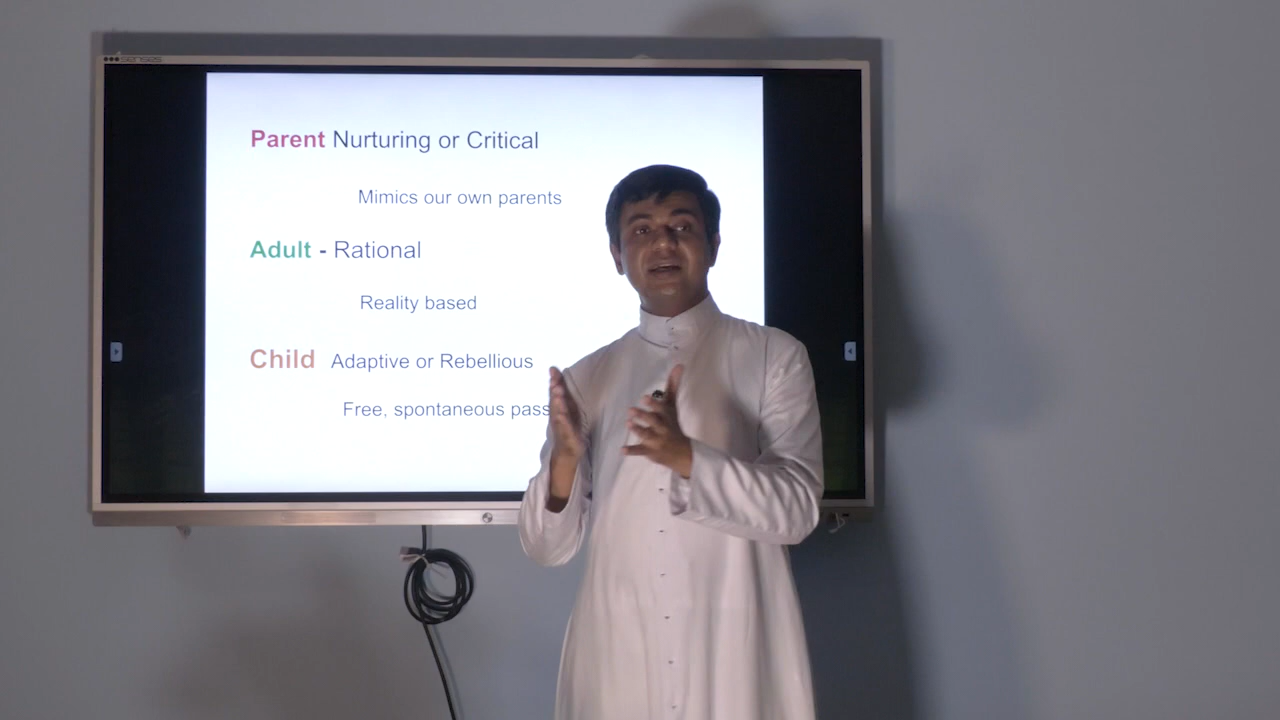 Parent Nurturing or Critical
Mimics our own parents
Adult - Rational
Reality based
Child Adaptive or Rebellious
Free, spontaneous